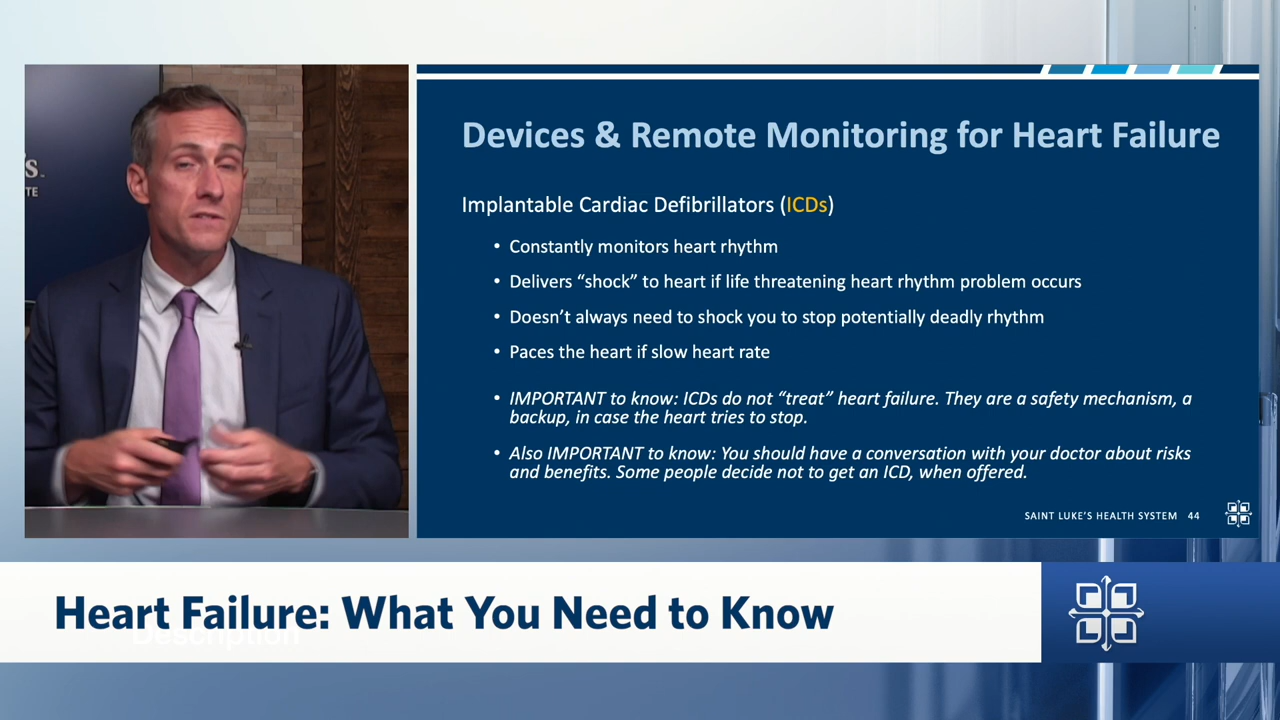 Devices & Remote Monitoring for Heart Failure
Implantable Cardiac Defibrillators (ICDs)
• Constantly monitors heart rhythm
• Delivers “shock” to heart if life threatening heart rhythm problem occurs
• Doesn’t always need to shock you to stop potentially deadly rhythm
• Paces the heart if slow heart rate
• IMPORTANT to know: ICDs do not “treat” heart failure. They are a safety mechanism, a
backup, in case the heart tries to stop.
• Also IMPORTANT to know: You should have a conversation with your doctor about risks
and benefits. Some people decide not to get an ICD, when offered.
SAINT LUKE’S HEALTH SYSTEM 44
Heart Failure: What You Need to Know
Description